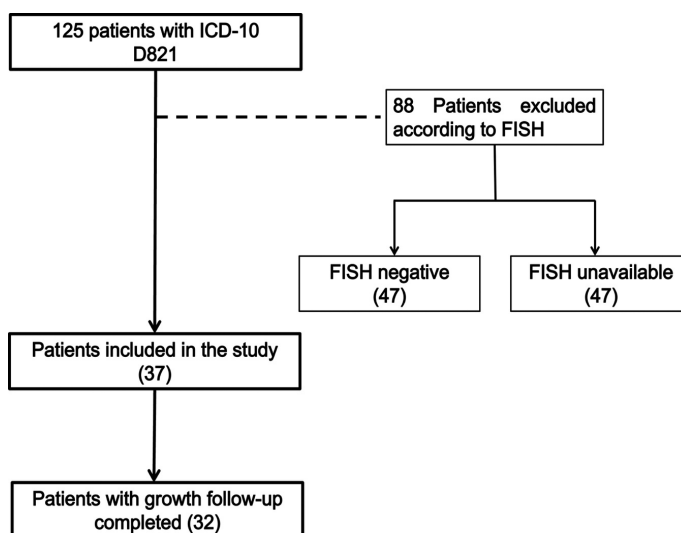 125 patients with ICD-10
D821
88 Patients excluded
according to FISH
FISH negative
(47)
FISH unavailable
(47)
Patients included in the study
(37)
Patients with growth follow-up
completed (32)